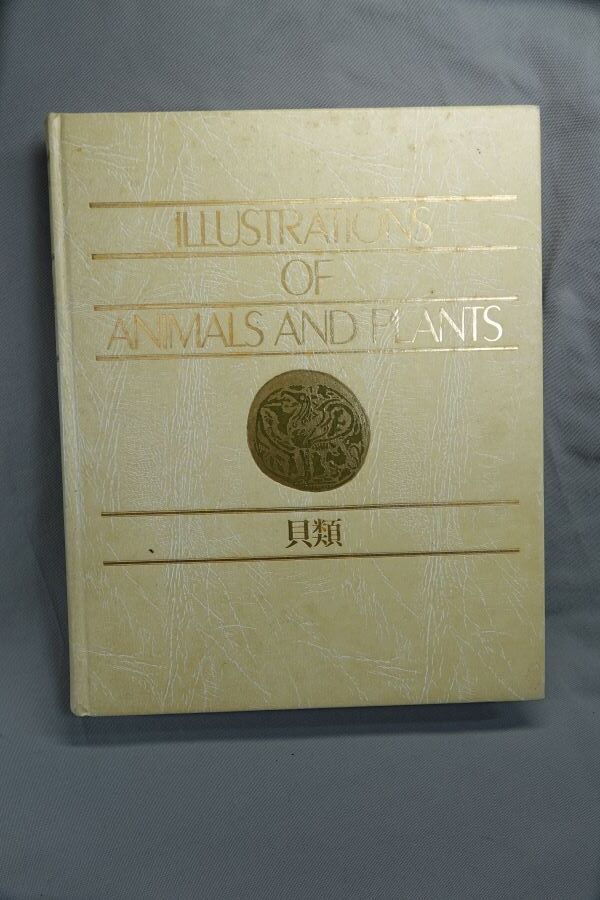 ILLUSTRATIONS
OF
ANIMALS AND PLANTS
貝類